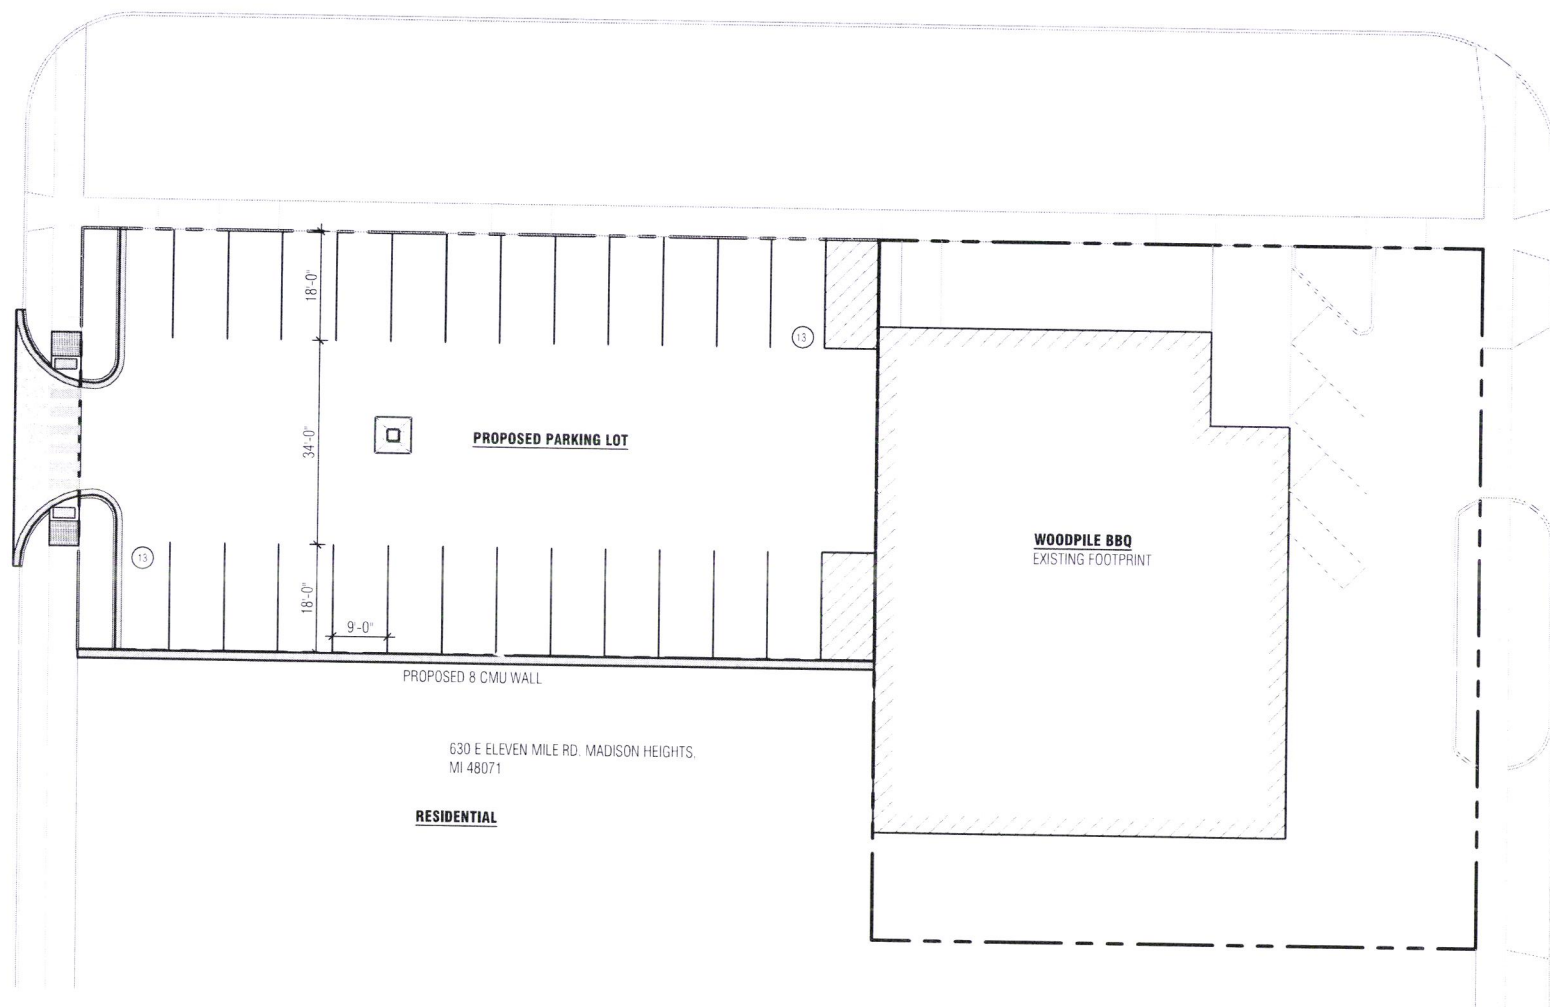 18'-0"
13
34'-0"
PROPOSED PARKING LOT
WOODPILE BBQ
EXISTING FOOTPRINT
13
18'-0"
9'-0"
PROPOSED 8 CMU WALL
630 E ELEVEN MILE RD. MADISON HEIGHTS,
MI 48071
RESIDENTIAL